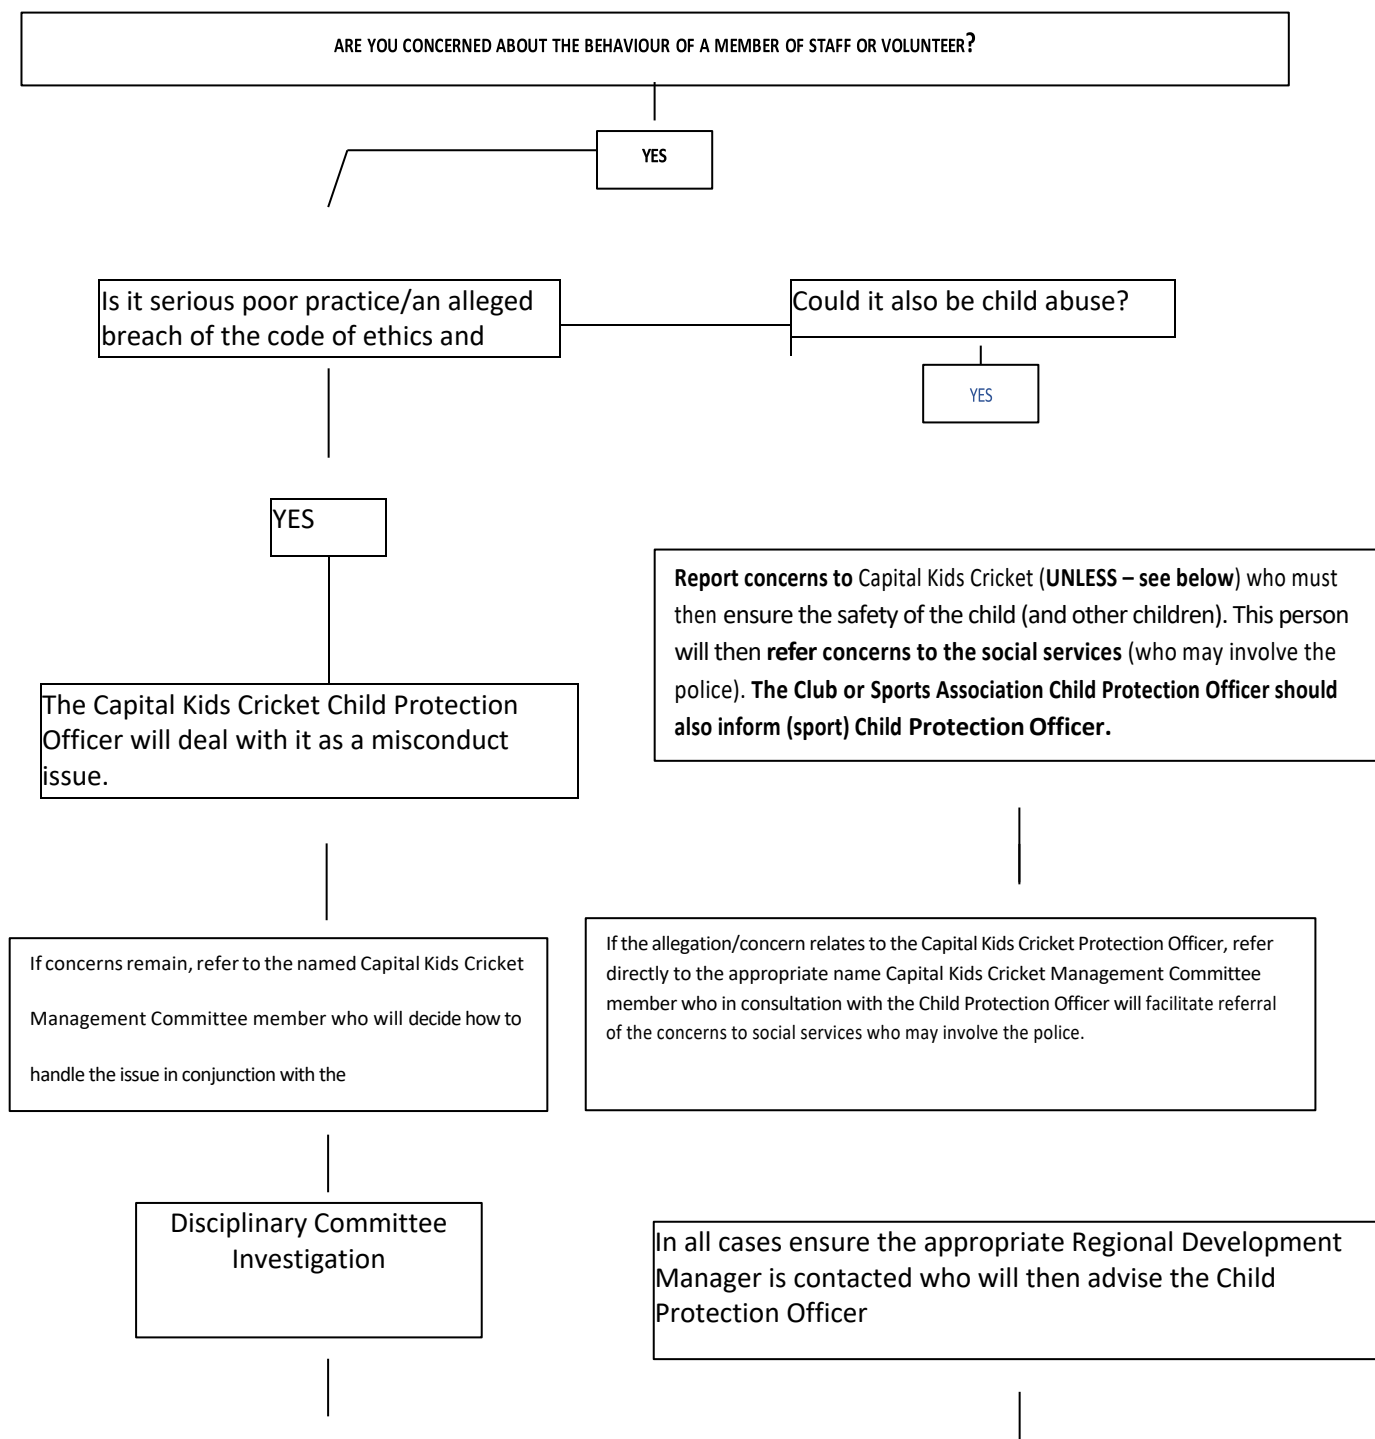 ARE YOU CONCERNED ABOUT THE BEHAVIOUR OF A MEMBER OF STAFF OR VOLUNTEER?
YES
Is it serious poor practice/an alleged
breach of the code of ethics and
Could it also be child abuse?
YES
YES
Report concerns to Capital Kids Cricket (UNLESS – see below) who must
then ensure the safety of the child (and other children). This person
will then refer concerns to the social services (who may involve the
police). The Club or Sports Association Child Protection Officer should
also inform (sport) Child Protection Officer.
The Capital Kids Cricket Child Protection
Officer will deal with it as a misconduct
issue.
If concerns remain, refer to the named Capital Kids Cricket
Management Committee member who will decide how to
handle the issue in conjunction with the
If the allegation/concern relates to the Capital Kids Cricket Protection Officer, refer
directly to the appropriate name Capital Kids Cricket Management Committee
member who in consultation with the Child Protection Officer will facilitate referral
of the concerns to social services who may involve the police.
Disciplinary Committee
Investigation
In all cases ensure the appropriate Regional Development
Manager is contacted who will then advise the Child
Protection Officer